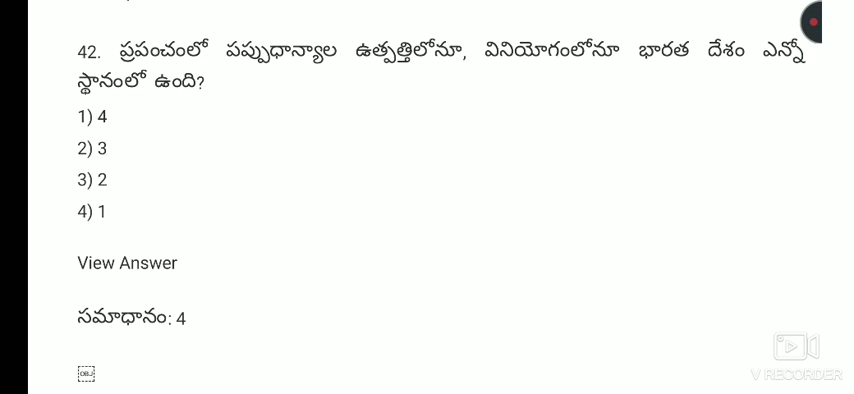 42. ప్రపంచంలో పప్పుధాన్యాల ఉత్పత్తిలోనూ, వినియోగంలోనూ భారత దేశం ఎన్నో
స్థానంలో ఉంది?
1) 4
2) 3
3) 2
4) 1
View Answer
సమాధానం: 4
OBJ
V RECORDER